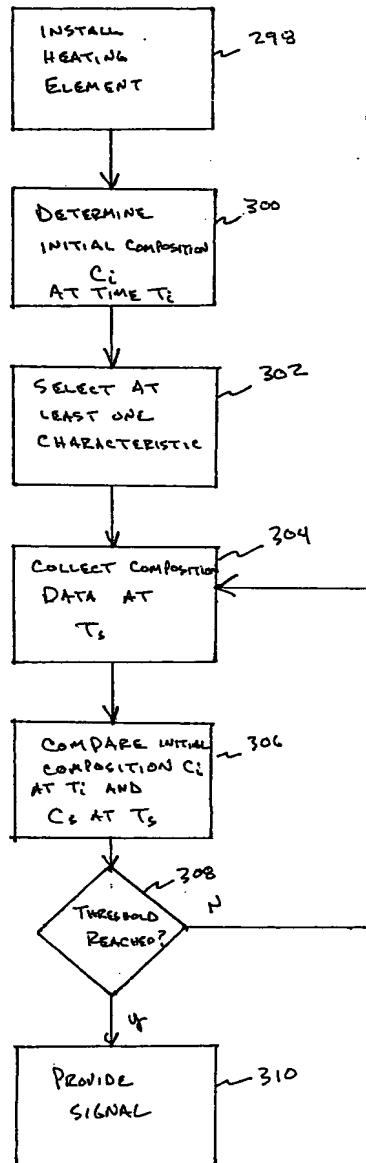 INSTALL
HEATING
ELEMENT
298
DETERMINE
INITIAL COMPOSITION
Ci
AT TIME Ti
300
SELECT AT
LEAST ONE
CHARACTERISTIC
302
COLLECT COMPOSITION
DATA AT
Ts
304
COMPARE INITIAL
COMPOSITION Ci
AT Ti AND
Cs AT Ts
306
THRESHOLD
REACHED?
308
N
y
PROVIDE
SIGNAL
310